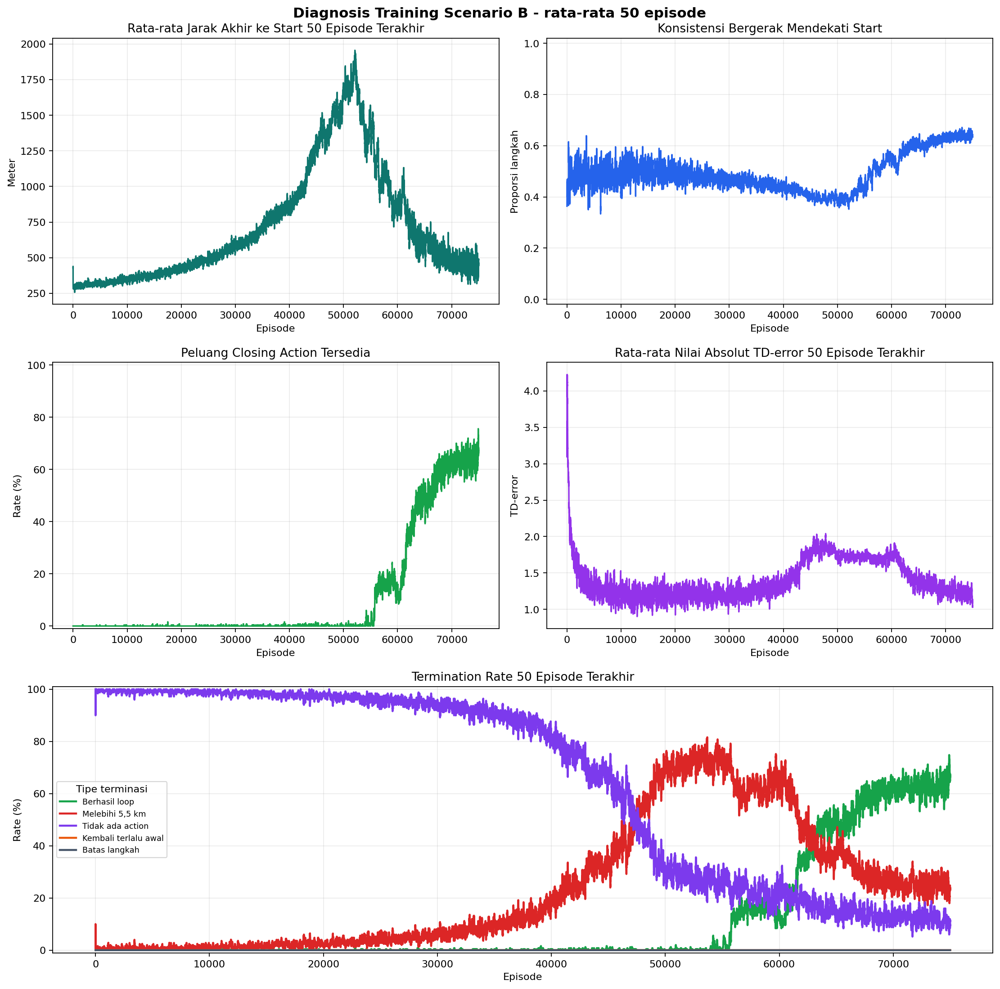 Diagnosis Training Scenario B - rata-rata 50 episode
Rata-rata Jarak Akhir ke Start 50 Episode Terakhir
Meter
2000
1750
1500
1250
1000
750
500
250
0 10000 20000 30000 40000 50000 60000 70000
Episode
Konsistensi Bergerak Mendekati Start
Proporsi langkah
1.0
0.8
0.6
0.4
0.2
0.0
0 10000 20000 30000 40000 50000 60000 70000
Episode
Peluang Closing Action Tersedia
Rate (%)
100
80
60
40
20
0
0 10000 20000 30000 40000 50000 60000 70000
Episode
Rata-rata Nilai Absolut TD-error 50 Episode Terakhir
TD-error
4.0
3.5
3.0
2.5
2.0
1.5
1.0
0 10000 20000 30000 40000 50000 60000 70000
Episode
Termination Rate 50 Episode Terakhir
Rate (%)
100
80
60
40
20
0
Tipe terminasi
Berhasil loop
Melebihi 5,5 km
Tidak ada action
Kembali terlalu awal
Batas langkah
0 10000 20000 30000 40000 50000 60000 70000
Episode